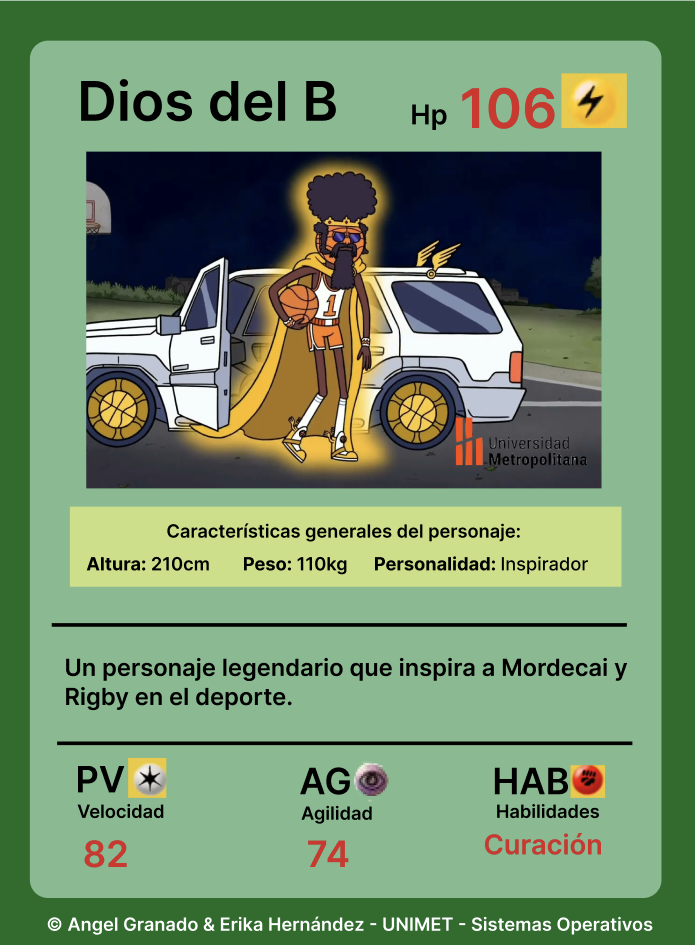 Dios del B
Hp 106
1
Universidad
Metropolitana
Características generales del personaje:
Altura: 210cm Peso: 110kg Personalidad: Inspirador
Un personaje legendario que inspira a Mordecai y
Rigby en el deporte.
PV AG HAB
Velocidad Agilidad Habilidades
82 74 Curación
© Angel Granado & Erika Hernández - UNIMET - Sistemas Operativos